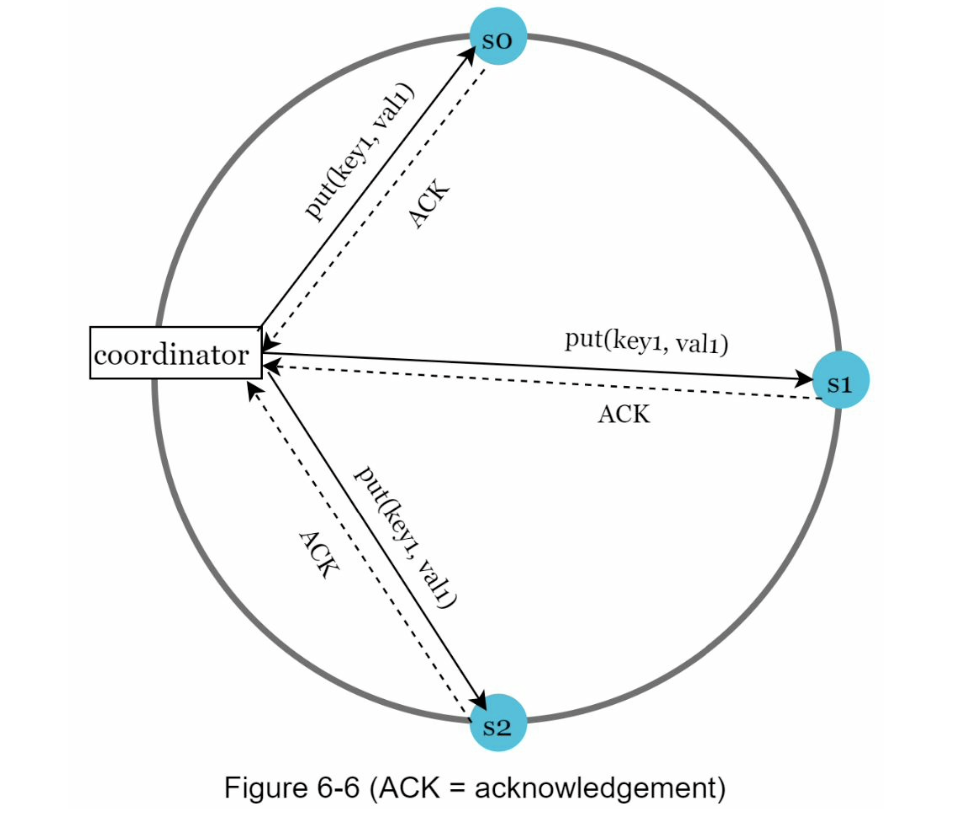 s0
put(key1, val1)
ACK
coordinator
put(key1, val1)
s1
ACK
put(key1, val1)
ACK
s2
Figure 6-6 (ACK = acknowledgement)